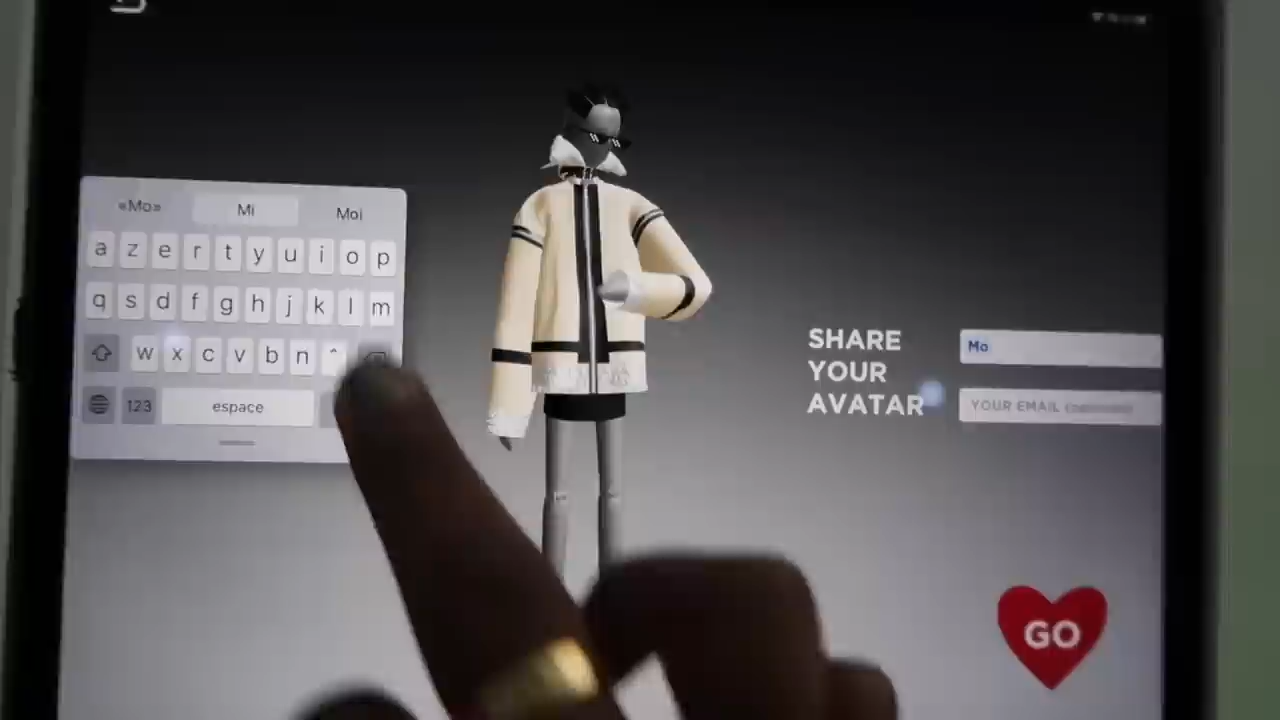 «Mo» Mi Moi
a z e r t y u i o p
q s d f g h j k l m
w x c v b n ^
123 espace
SHARE
YOUR
AVATAR
Mo
YOUR EMAIL
GO